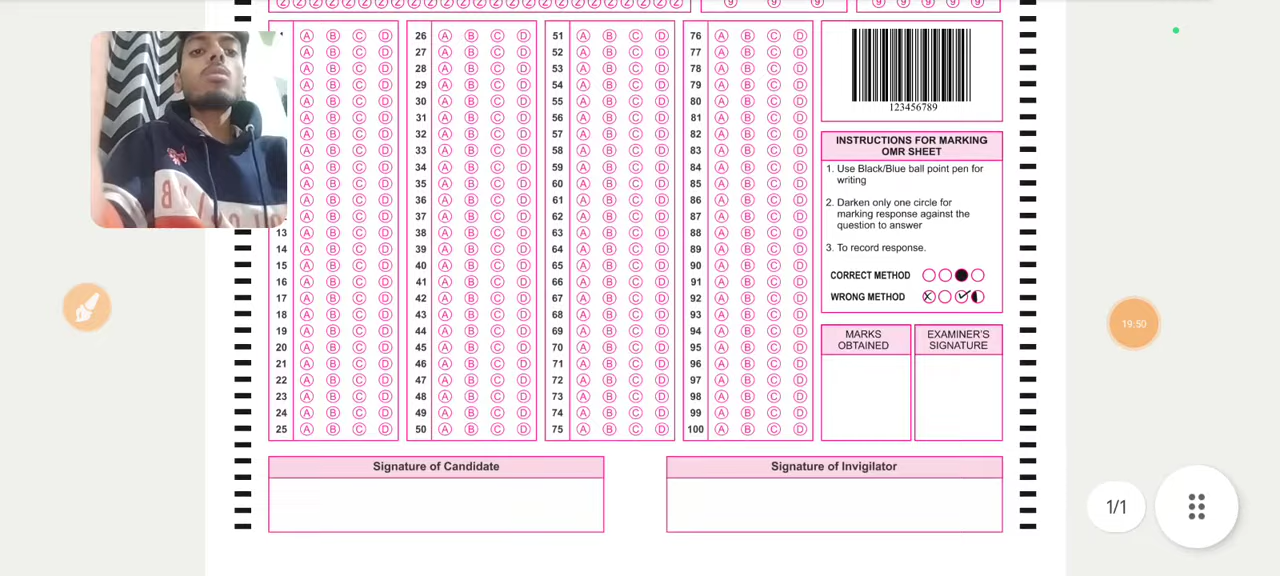 A B C D
A B C D
A B C D
A B C D
A B C D
A B C D
A B C D
A B C D
A B C D
A B C D
A B C D
A B C D
13 A B C D
14 A B C D
15 A B C D
16 A B C D
17 A B C D
18 A B C D
19 A B C D
20 A B C D
21 A B C D
22 A B C D
23 A B C D
24 A B C D
25 A B C D
26 A B C D
27 A B C D
28 A B C D
29 A B C D
30 A B C D
31 A B C D
32 A B C D
33 A B C D
34 A B C D
35 A B C D
36 A B C D
37 A B C D
38 A B C D
39 A B C D
40 A B C D
41 A B C D
42 A B C D
43 A B C D
44 A B C D
45 A B C D
46 A B C D
47 A B C D
48 A B C D
49 A B C D
50 A B C D
51 A B C D
52 A B C D
53 A B C D
54 A B C D
55 A B C D
56 A B C D
57 A B C D
58 A B C D
59 A B C D
60 A B C D
61 A B C D
62 A B C D
63 A B C D
64 A B C D
65 A B C D
66 A B C D
67 A B C D
68 A B C D
69 A B C D
70 A B C D
71 A B C D
72 A B C D
73 A B C D
74 A B C D
75 A B C D
76 A B C D
77 A B C D
78 A B C D
79 A B C D
80 A B C D
81 A B C D
82 A B C D
83 A B C D
84 A B C D
85 A B C D
86 A B C D
87 A B C D
88 A B C D
89 A B C D
90 A B C D
91 A B C D
92 A B C D
93 A B C D
94 A B C D
95 A B C D
96 A B C D
97 A B C D
98 A B C D
99 A B C D
100 A B C D
123456789
INSTRUCTIONS FOR MARKING
OMR SHEET
1. Use Black/Blue ball point pen for
writing
2. Darken only one circle for
marking response against the
question to answer
3. To record response.
CORRECT METHOD
WRONG METHOD
MARKS
OBTAINED
EXAMINER'S
SIGNATURE
Signature of Candidate
Signature of Invigilator
19:50
1/1